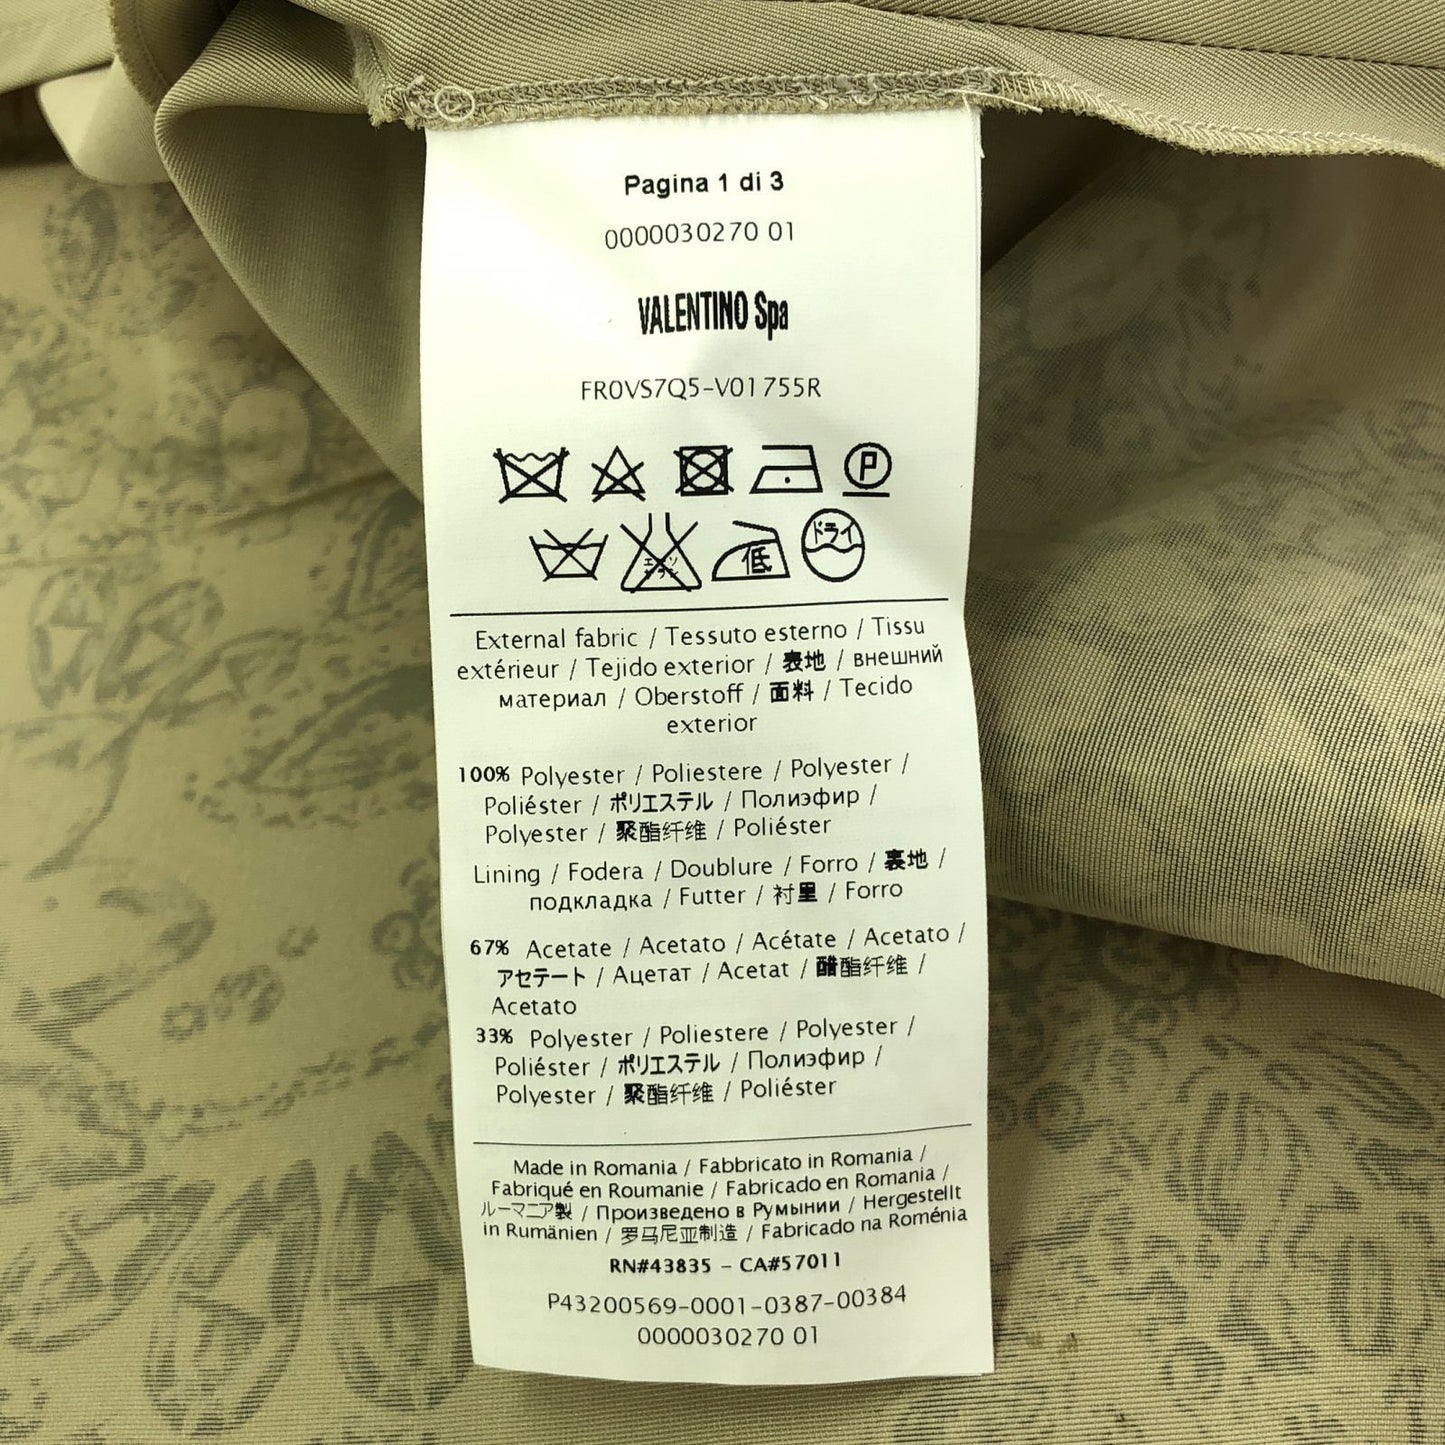 Pagina 1 di 3
0000030270 01
VALENTINO Spa
FR0VS7Q5-V01755R
P
低
ドライ
External fabric / Tessuto esterno / Tissu
extérieur / Tejido exterior / 表地 / внешний
материал / Oberstoff / 面料 / Tecido
exterior
100% Polyester / Poliestere / Polyester /
Poliéster / ポリエステル / Полиэфир /
Polyester / 聚酯纤维 / Poliéster
Lining / Fodera / Doublure / Forro / 裏地 /
подкладка / Futter / 衬里 / Forro
67% Acetate / Acetato / Acétate / Acetato /
アセテート / Ацетат / Acetat / 醋酯纤维 /
Acetato
33% Polyester / Poliestere / Polyester /
Poliéster / ポリエステル / Полиэфир /
Polyester / 聚酯纤维 / Poliéster
Made in Romania / Fabbricato in Romania /
Fabriqué en Roumanie / Fabricado en Romania /
ルーマニア製 / Произведено в Румынии / Hergestellt
in Rumänien / 罗马尼亚制造 / Fabricado na Roménia
RN#43835 - CA#57011
P43200569-0001-0387-00384
0000030270 01